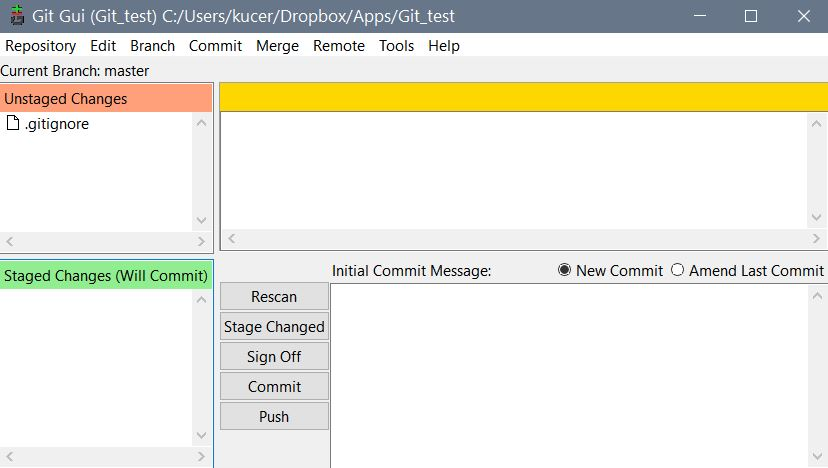 Git Gui (Git_test) C:/Users/kucer/Dropbox/Apps/Git_test
Repository Edit Branch Commit Merge Remote Tools Help
Current Branch: master
Unstaged Changes
.gitignore
Staged Changes (Will Commit)
Initial Commit Message: New Commit Amend Last Commit
Rescan
Stage Changed
Sign Off
Commit
Push